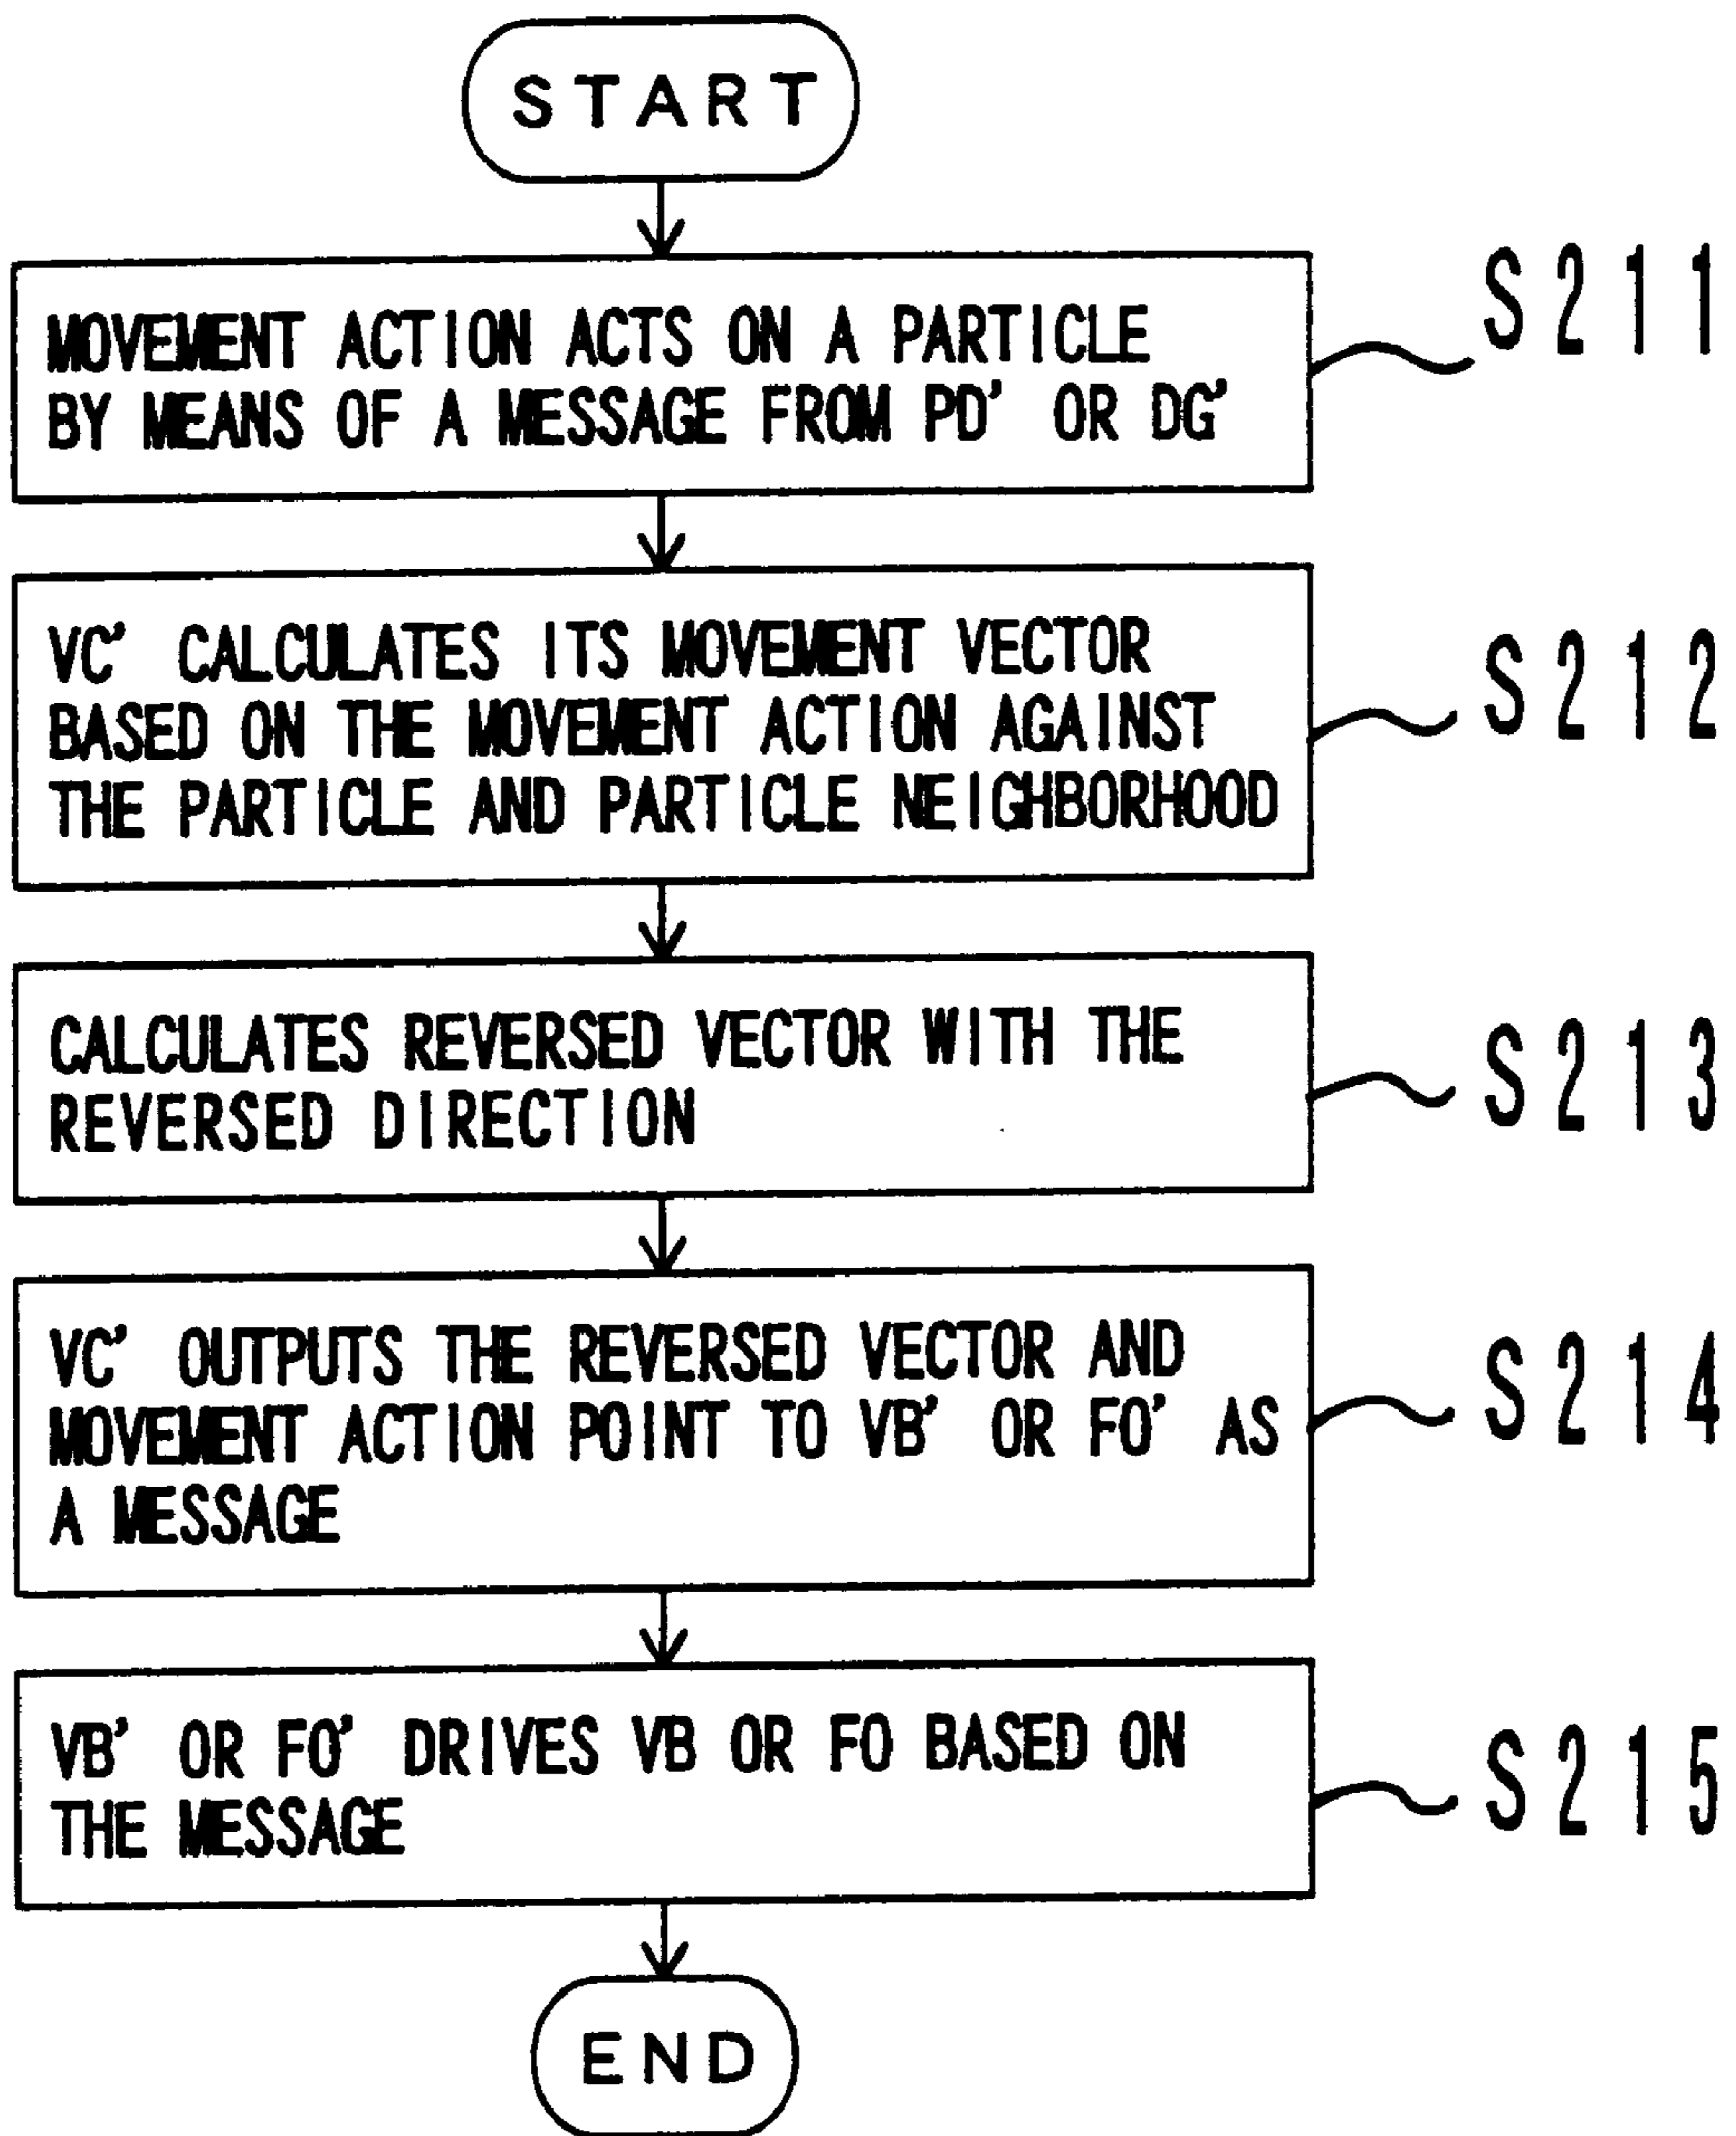 START
MOVEMENT ACTION ACTS ON A PARTICLE
BY MEANS OF A MESSAGE FROM PD' OR DG'
S211
VC' CALCULATES ITS MOVEMENT VECTOR
BASED ON THE MOVEMENT ACTION AGAINST
THE PARTICLE AND PARTICLE NEIGHBORHOOD
S212
CALCULATES REVERSED VECTOR WITH THE
REVERSED DIRECTION
S213
VC' OUTPUTS THE REVERSED VECTOR AND
MOVEMENT ACTION POINT TO VB' OR FO' AS
A MESSAGE
S214
VB' OR FO' DRIVES VB OR FO BASED ON
THE MESSAGE
S215
END